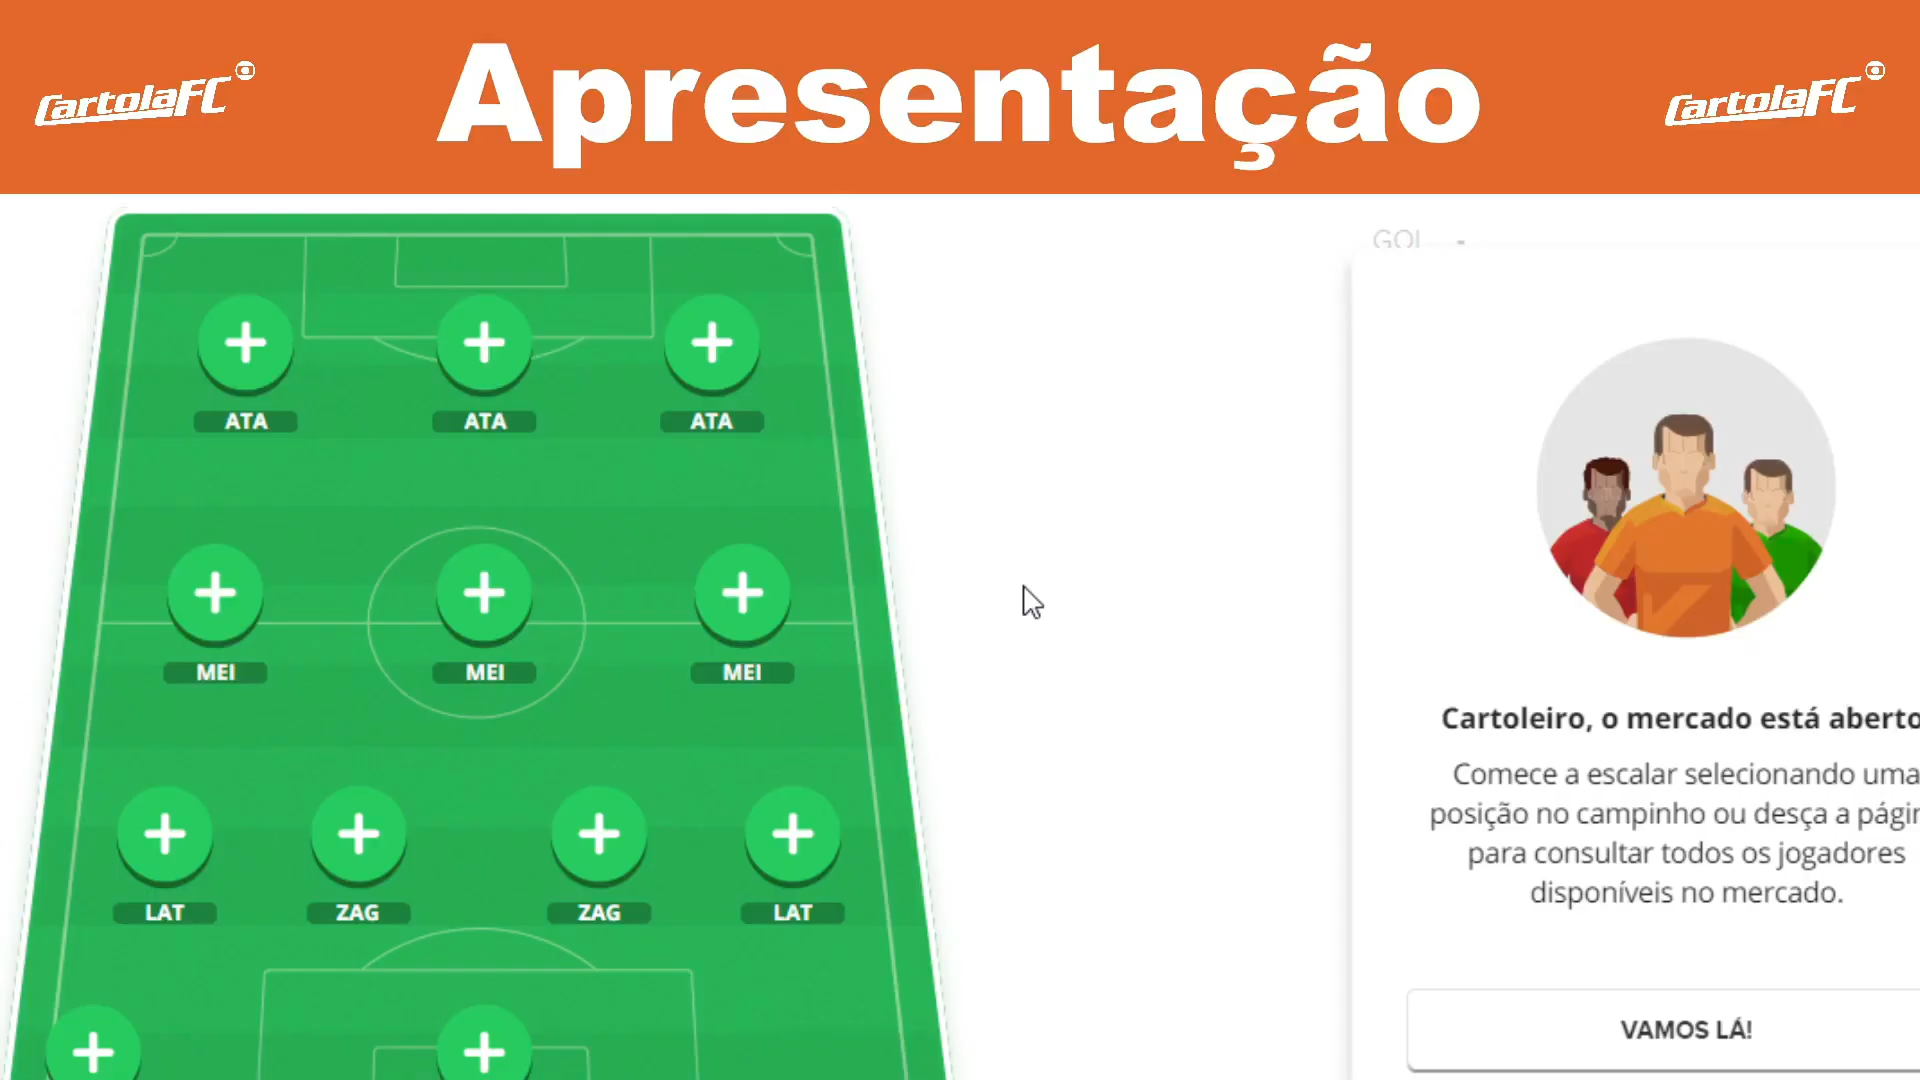 CartolaFC
Apresentação
CartolaFC
GOL -
ATA
ATA
ATA
MEI
MEI
MEI
LAT
ZAG
ZAG
LAT
Cartoleiro, o mercado está aberto
Comece a escalar selecionando uma
posição no campinho ou desça a págin
para consultar todos os jogadores
disponíveis no mercado.
VAMOS LÁ!